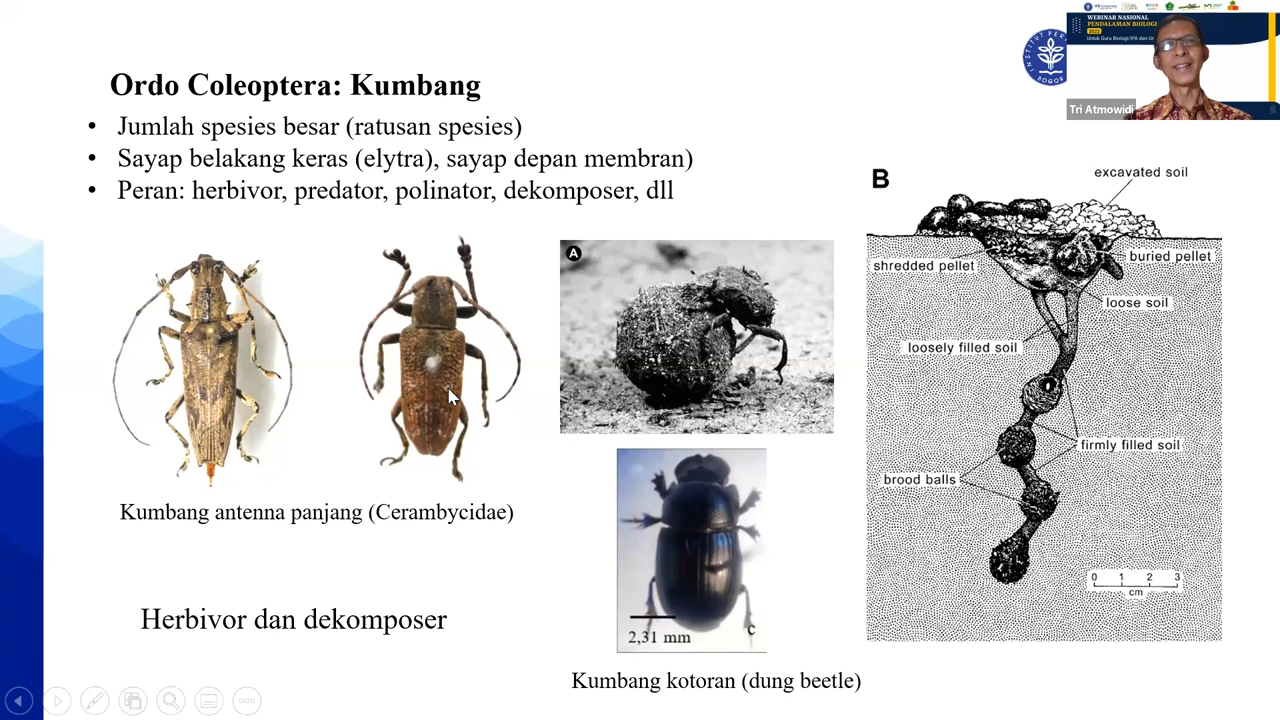 WEBINAR NASIONAL
PENDALAMAN BIOLOGI
2022
Untuk Guru Biologi/IPA dan
Tri Atmowidi
Ordo Coleoptera: Kumbang
• Jumlah spesies besar (ratusan spesies)
• Sayap belakang keras (elytra), sayap depan membran)
• Peran: herbivor, predator, polinator, dekomposer, dll
A
B
excavated soil
shredded pellet
buried pellet
loose soil
loosely filled soil
firmly filled soil
brood balls
0 1 2 3
cm
Kumbang antenna panjang (Cerambycidae)
Herbivor dan dekomposer
2,31 mm
c
Kumbang kotoran (dung beetle)